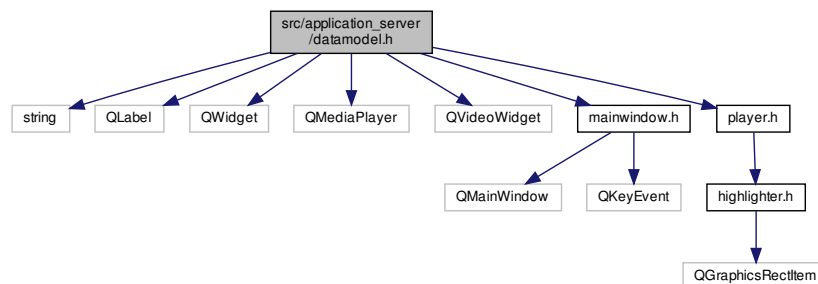 src/application_server
/datamodel.h
string
QLabel
QWidget
QMediaPlayer
QVideoWidget
mainwindow.h
player.h
QMainWindow
QKeyEvent
highlighter.h
QGraphicsRectItem